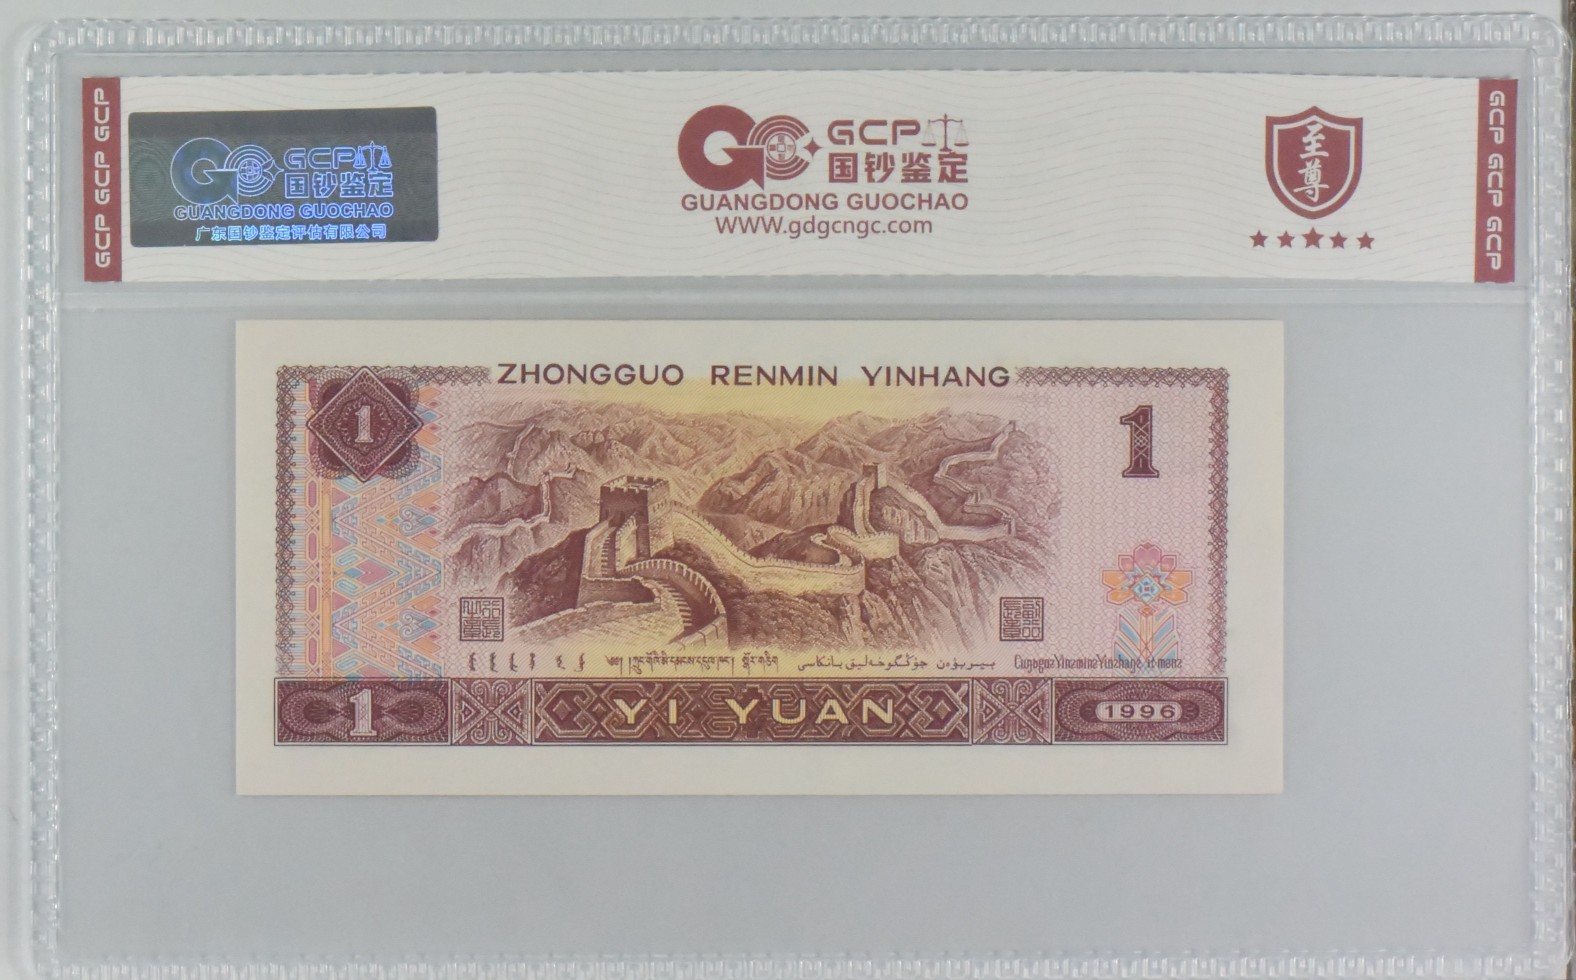 GCP GCP GCP
GCP
国钞鉴定
GUANGDONG GUOCHAO
广东国钞鉴定评估有限公司
GCP
国钞鉴定
GUANGDONG GUOCHAO
WWW.gdgcngc.com
至尊
GCP GCP GCP
ZHONGGUO RENMIN YINHANG
1
1
1
YI YUAN
1996